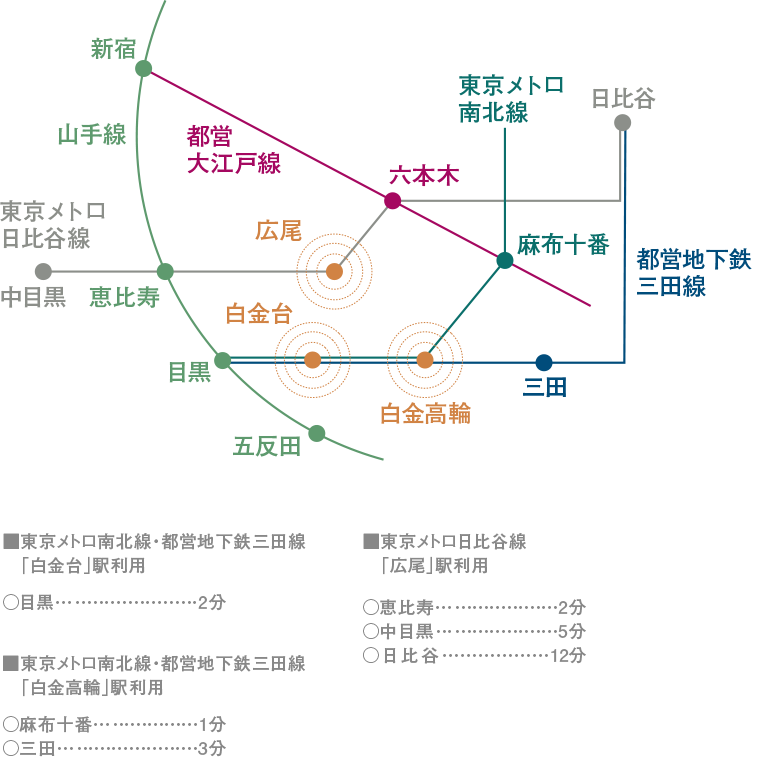 新宿
東京メトロ
南北線
日比谷
山手線
都営
大江戸線
六本木
東京メトロ
日比谷線
広尾
麻布十番
都営地下鉄
三田線
中目黒
恵比寿
白金台
目黒
三田
白金高輪
五反田
■東京メトロ南北線・都営地下鉄三田線
「白金台」駅利用
○目黒……………………2分
■東京メトロ南北線・都営地下鉄三田線
「白金高輪」駅利用
○麻布十番………………1分
○三田……………………3分
■東京メトロ日比谷線
「広尾」駅利用
○恵比寿…………………2分
○中目黒…………………5分
○日比谷………………12分